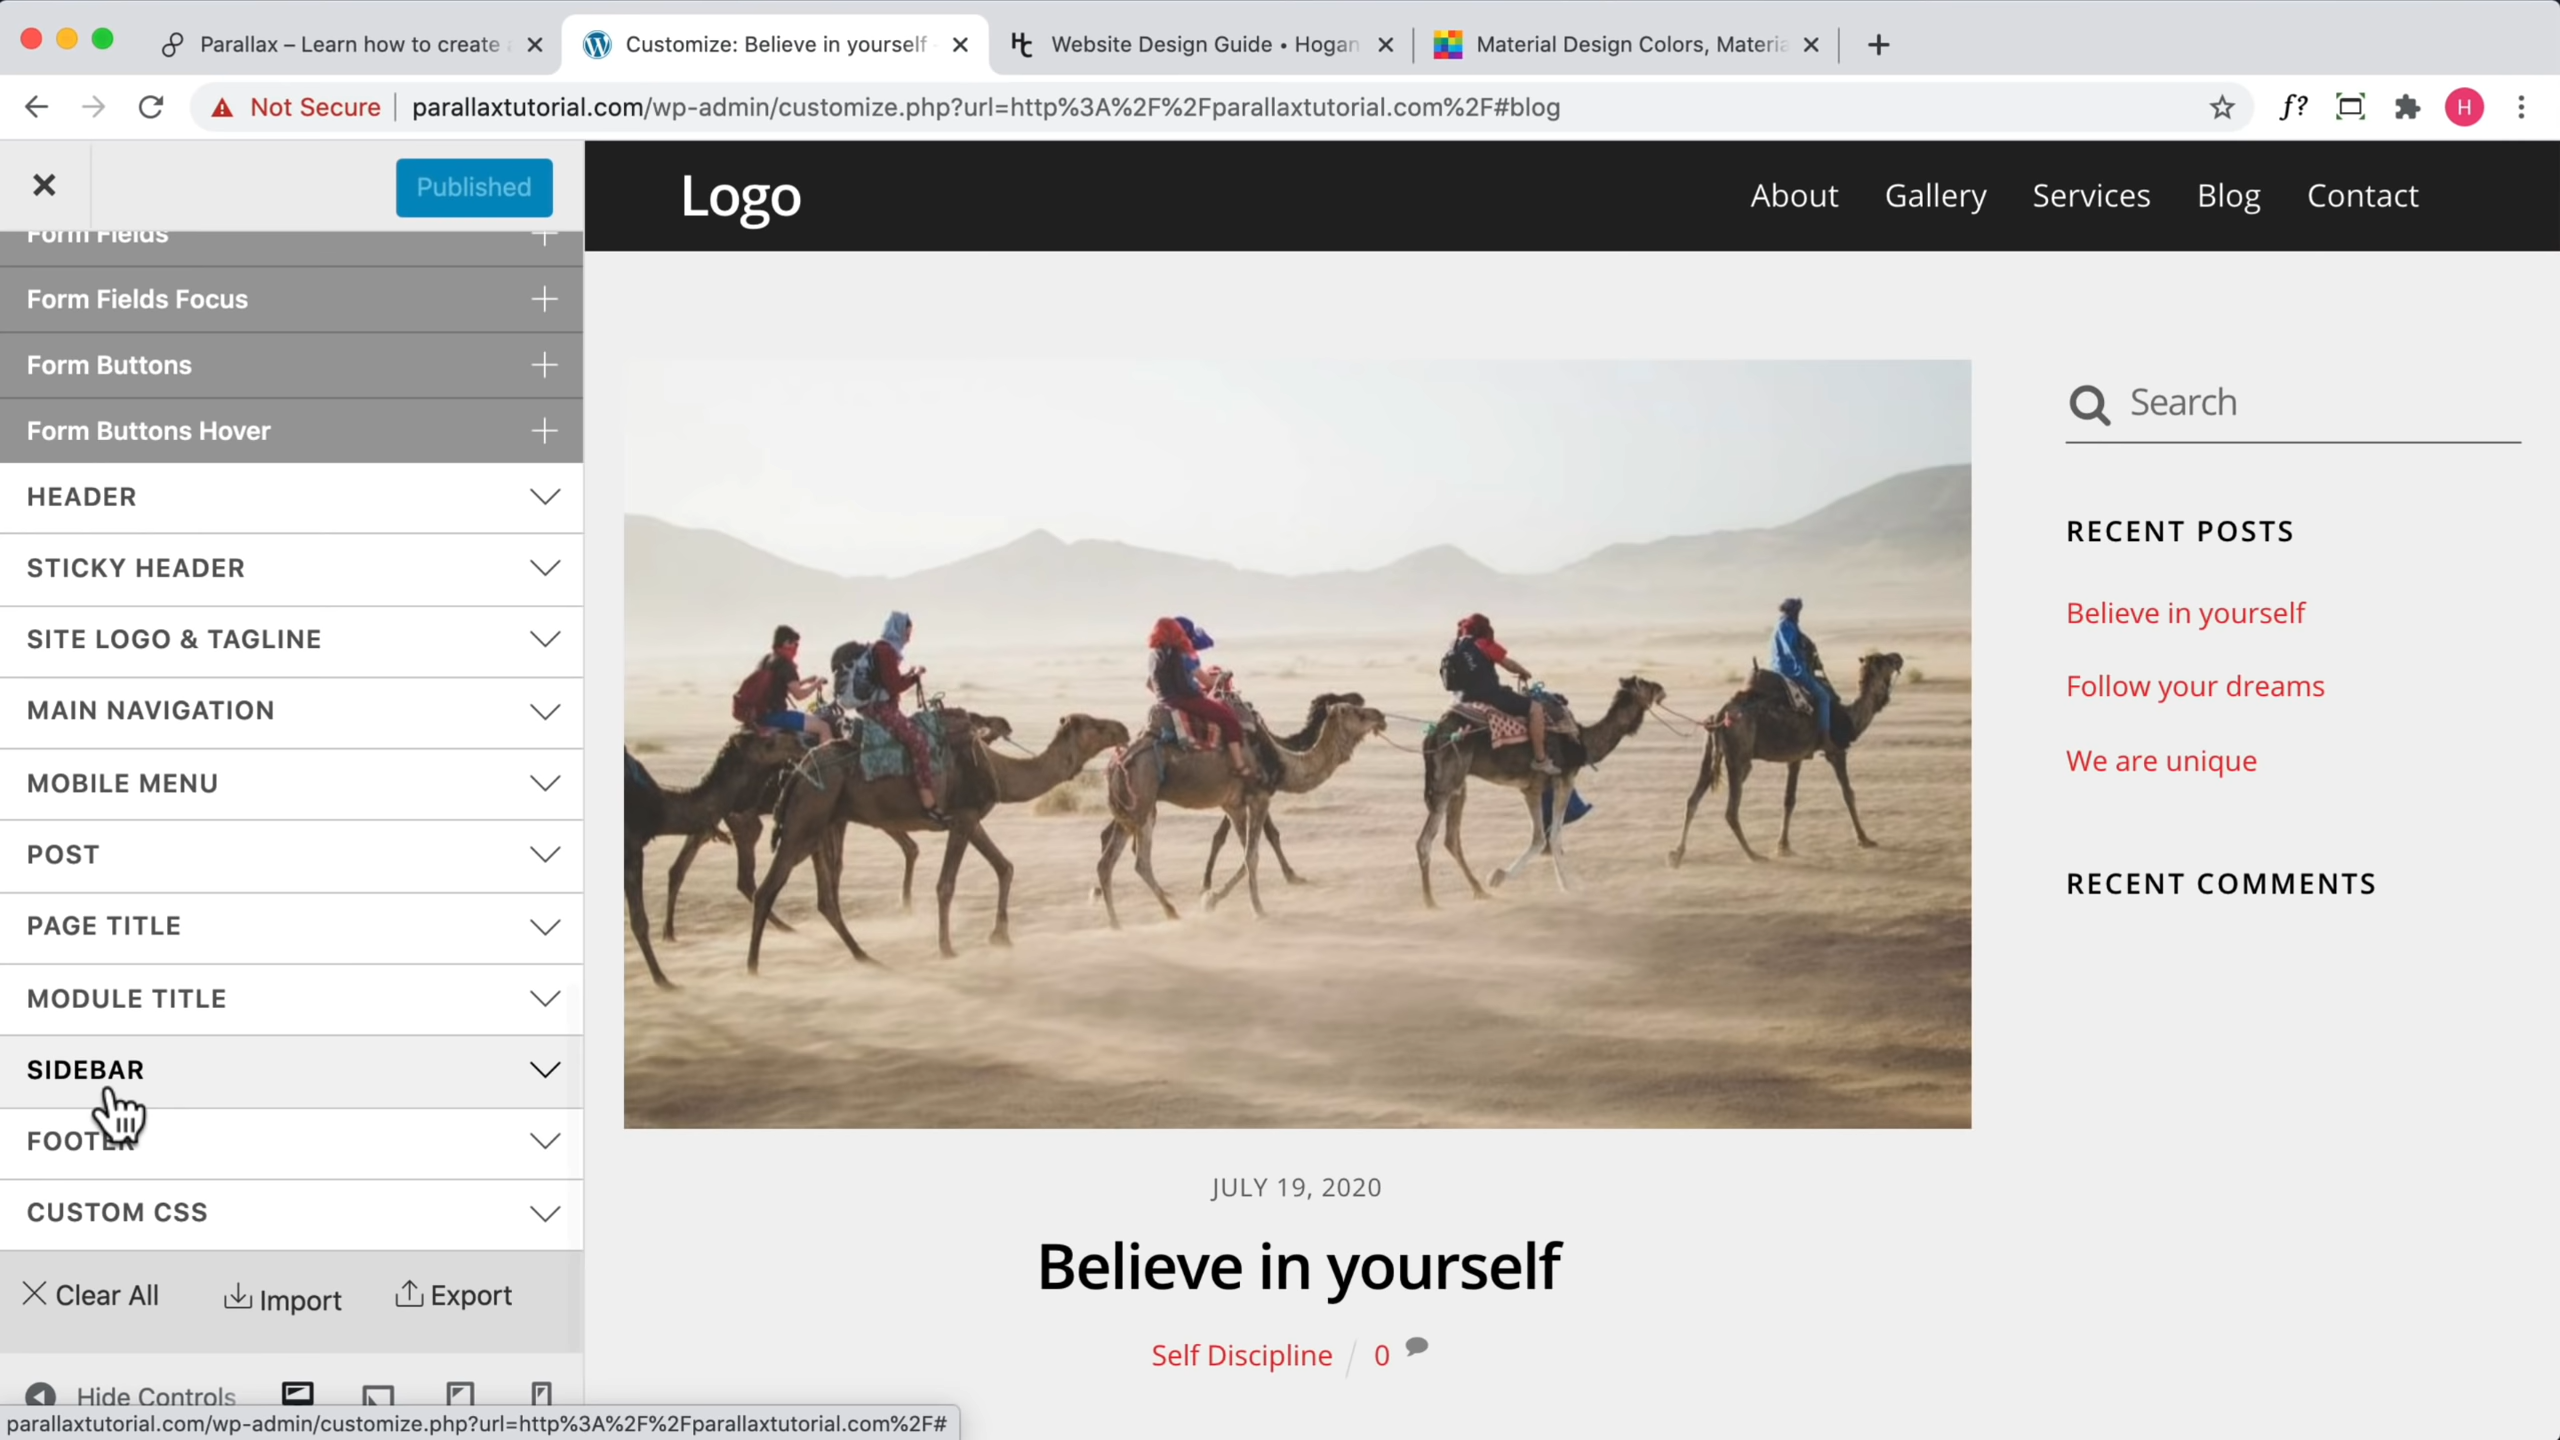 Parallax – Learn how to create a
Customize: Believe in yourself -
Website Design Guide • Hogan
Material Design Colors, Materia
Not Secure
parallaxtutorial.com/wp-admin/customize.php?url=http%3A%2F%2Fparallaxtutorial.com%2F#blog
f?
H
Published
Form Fields
Form Fields Focus
Form Buttons
Form Buttons Hover
HEADER
STICKY HEADER
SITE LOGO & TAGLINE
MAIN NAVIGATION
MOBILE MENU
POST
PAGE TITLE
MODULE TITLE
SIDEBAR
FOOTER
CUSTOM CSS
Clear All
Import
Export
Hide Controls
parallaxtutorial.com/wp-admin/customize.php?url=http%3A%2F%2Fparallaxtutorial.com%2F#
Logo
About
Gallery
Services
Blog
Contact
Search
RECENT POSTS
Believe in yourself
Follow your dreams
We are unique
RECENT COMMENTS
JULY 19, 2020
Believe in yourself
Self Discipline / 0